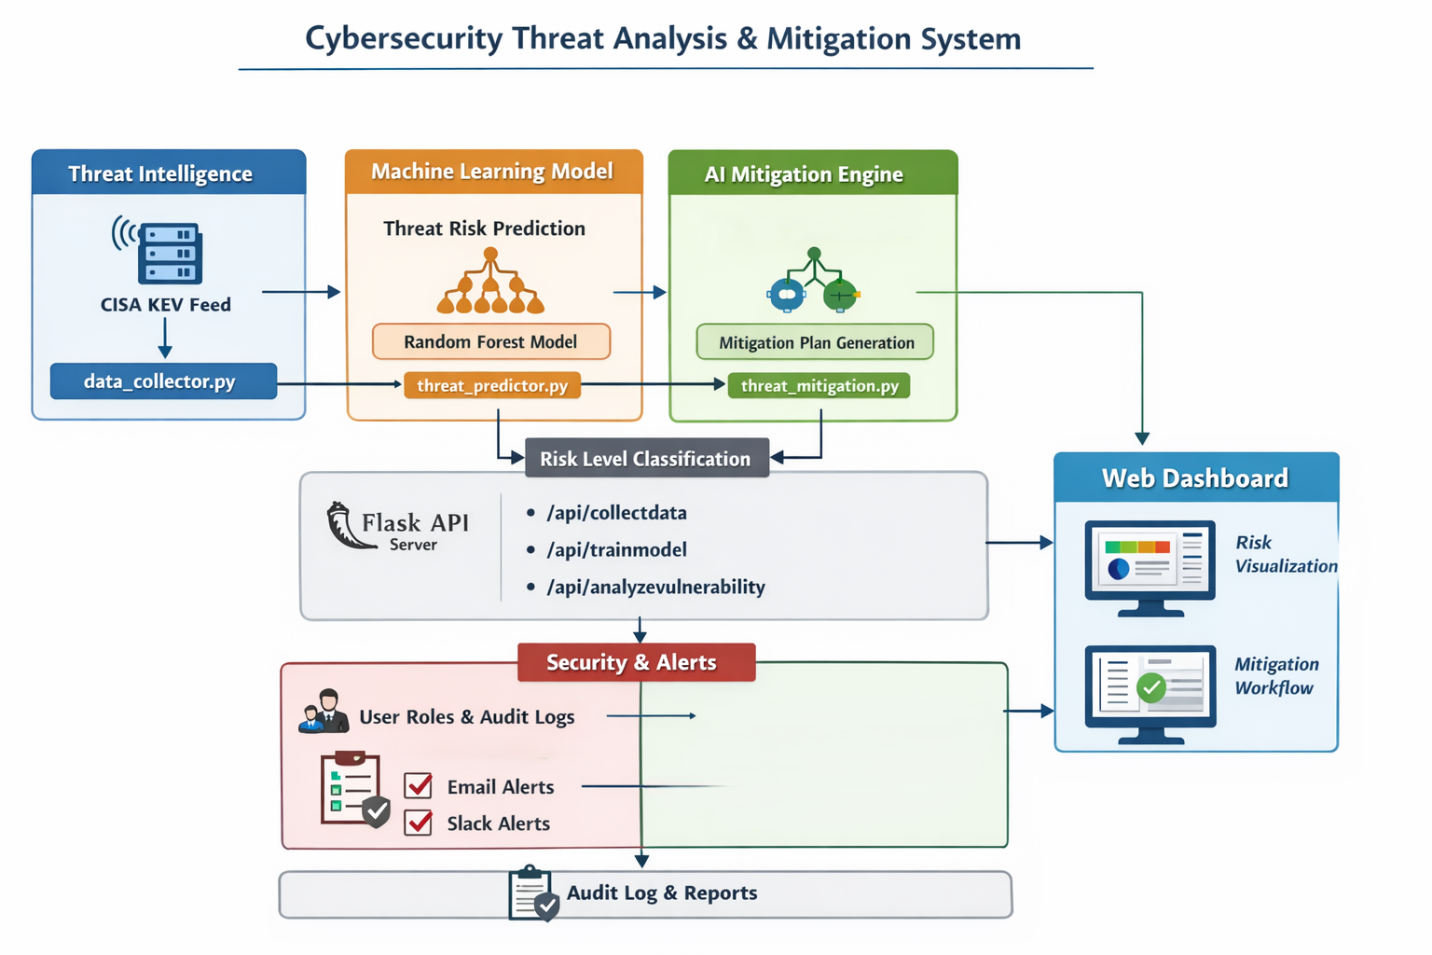 Cybersecurity Threat Analysis & Mitigation System
Threat Intelligence
CISA KEV Feed
data_collector.py
Machine Learning Model
Threat Risk Prediction
Random Forest Model
threat_predictor.py
AI Mitigation Engine
Mitigation Plan Generation
threat_mitigation.py
Risk Level Classification
Flask API
Server
• /api/collectdata
• /api/trainmodel
• /api/analyzevulnerability
Web Dashboard
Risk
Visualization
Mitigation
Workflow
Security & Alerts
User Roles & Audit Logs
Email Alerts
Slack Alerts
Audit Log & Reports